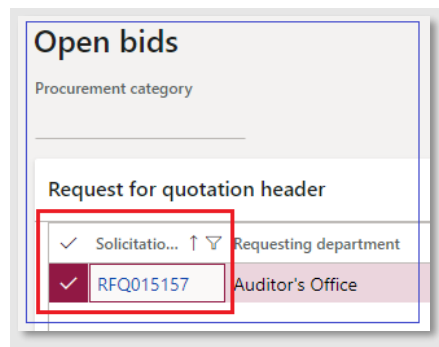 Open bids
Procurement category
Request for quotation header
Solicitatio... Requesting department
RFQ015157 Auditor's Office